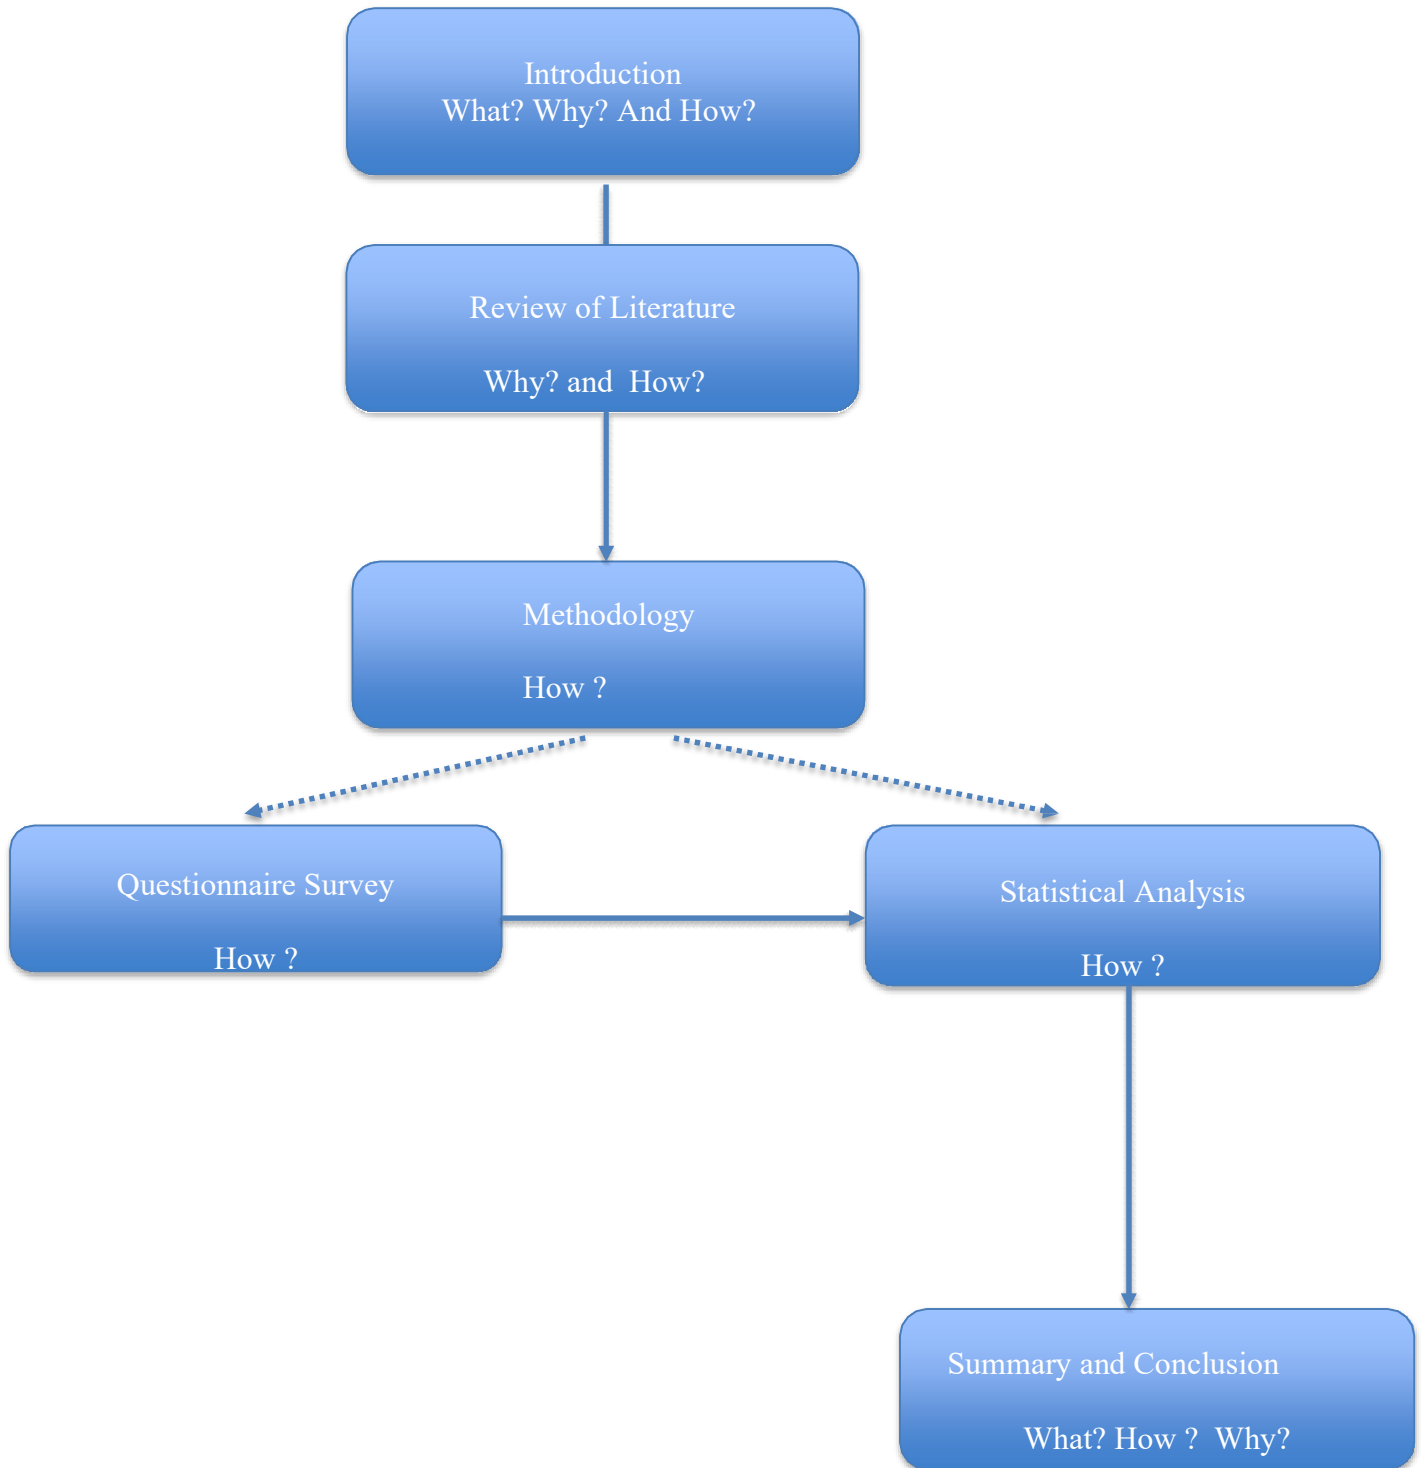 Introduction
What? Why? And How?
Review of Literature
Why? and How?
Methodology
How ?
Questionnaire Survey
How ?
Statistical Analysis
How ?
Summary and Conclusion
What? How ? Why?